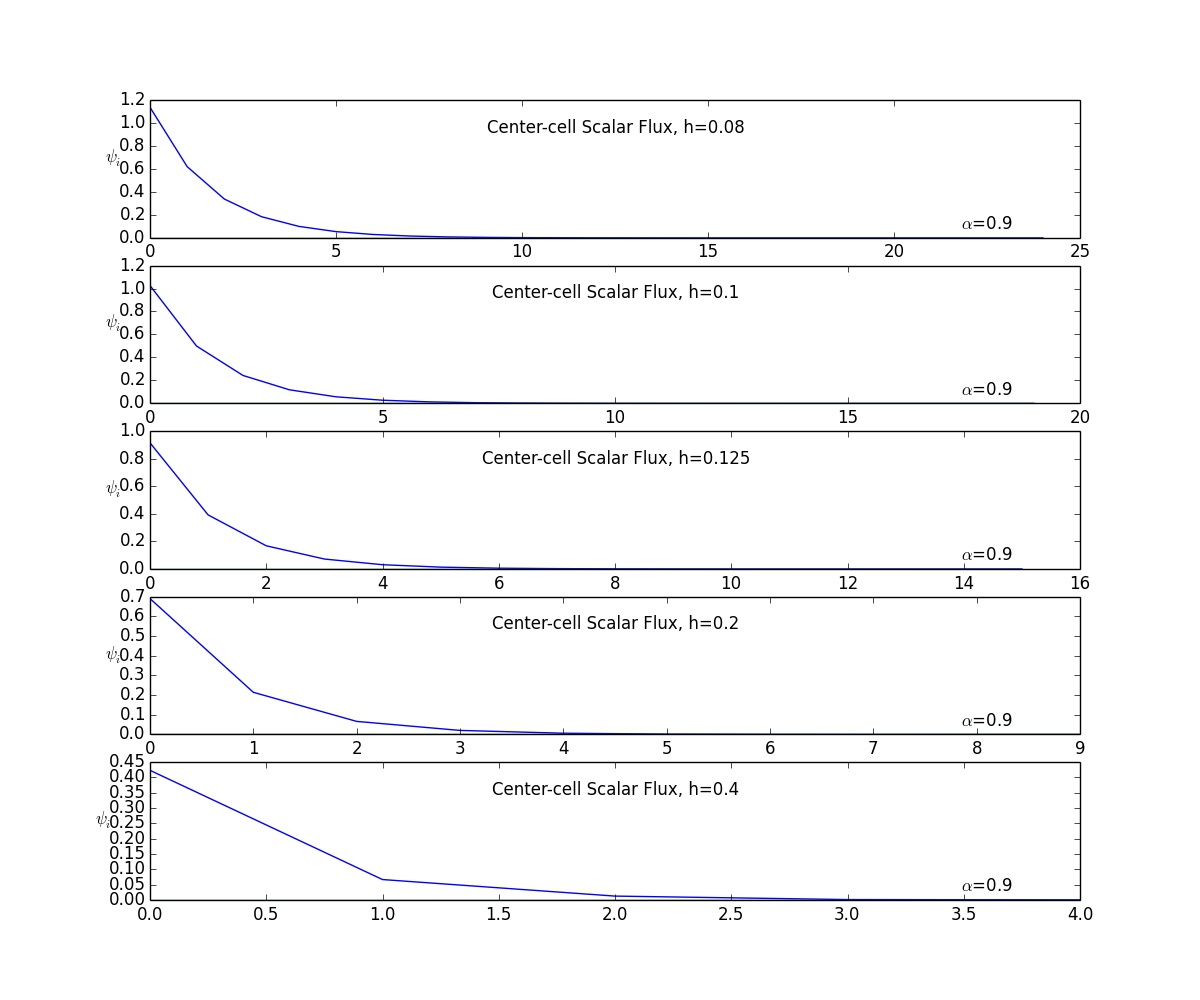 1.2
1.0
0.8
0.6
0.4
0.2
0.0
ψi
Center-cell Scalar Flux, h=0.08
α=0.9
0 5 10 15 20 25
1.2
1.0
0.8
0.6
0.4
0.2
0.0
ψi
Center-cell Scalar Flux, h=0.1
α=0.9
0 5 10 15 20
1.0
0.8
0.6
0.4
0.2
0.0
ψi
Center-cell Scalar Flux, h=0.125
α=0.9
0 2 4 6 8 10 12 14 16
0.7
0.6
0.5
0.4
0.3
0.2
0.1
0.0
ψi
Center-cell Scalar Flux, h=0.2
α=0.9
0 1 2 3 4 5 6 7 8 9
0.45
0.40
0.35
0.30
0.25
0.20
0.15
0.10
0.05
0.00
ψi
Center-cell Scalar Flux, h=0.4
α=0.9
0.0 0.5 1.0 1.5 2.0 2.5 3.0 3.5 4.0